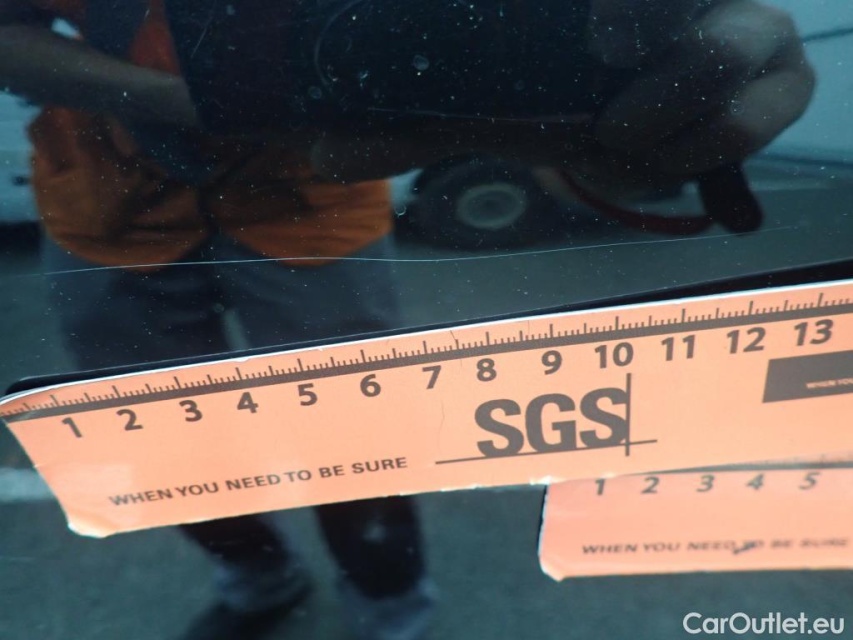 1 2 3 4 5 6 7 8 9 10 11 12 13
SGS
WHEN YOU NEED TO BE SURE
1 2 3 4 5
WHEN YOU NEED TO BE SURE
CarOutlet.eu